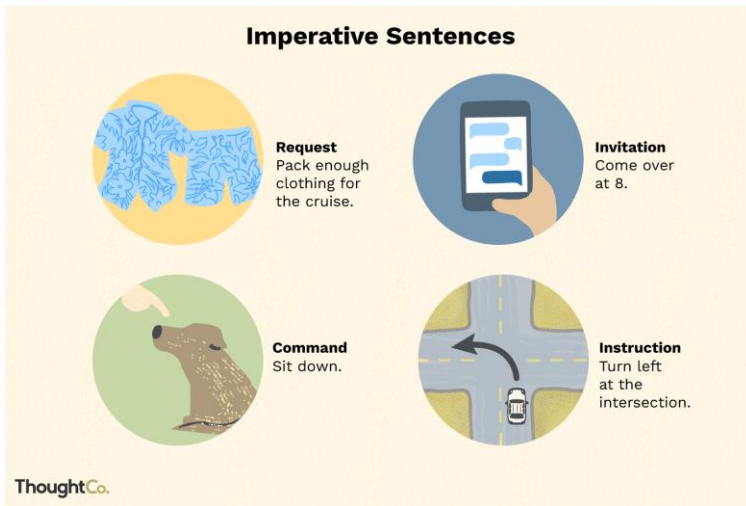 Imperative Sentences
Request
Pack enough
clothing for
the cruise.
Invitation
Come over
at 8.
Command
Sit down.
Instruction
Turn left
at the
intersection.
ThoughtCo.